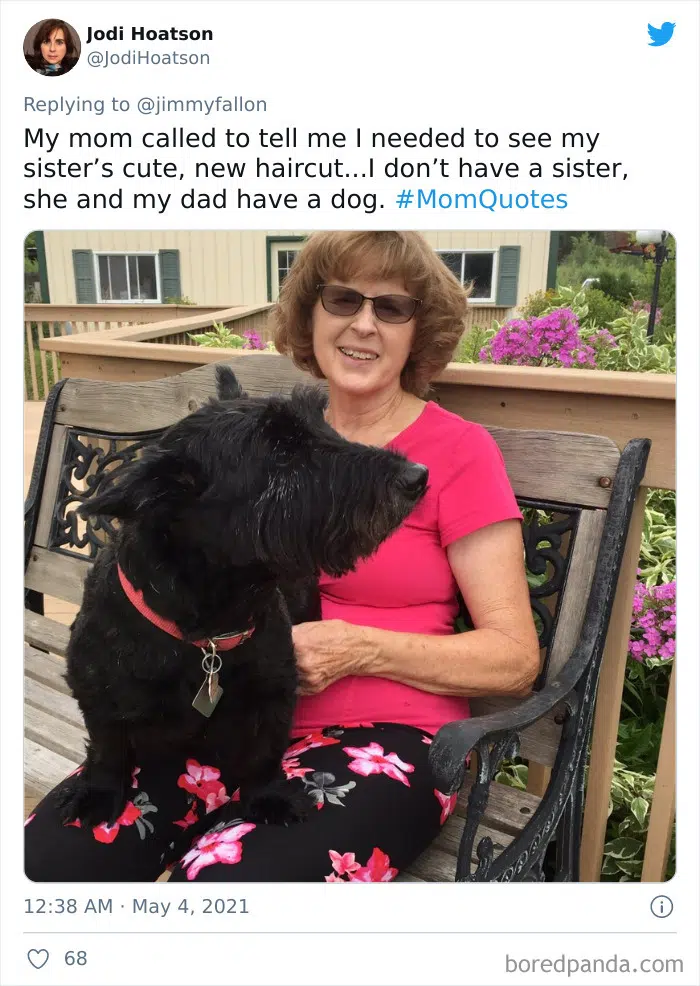 Jodi Hoatson
@JodiHoatson
Replying to @jimmyfallon
My mom called to tell me I needed to see my
sister’s cute, new haircut...I don’t have a sister,
she and my dad have a dog. #MomQuotes
12:38 AM · May 4, 2021
68
boredpanda.com